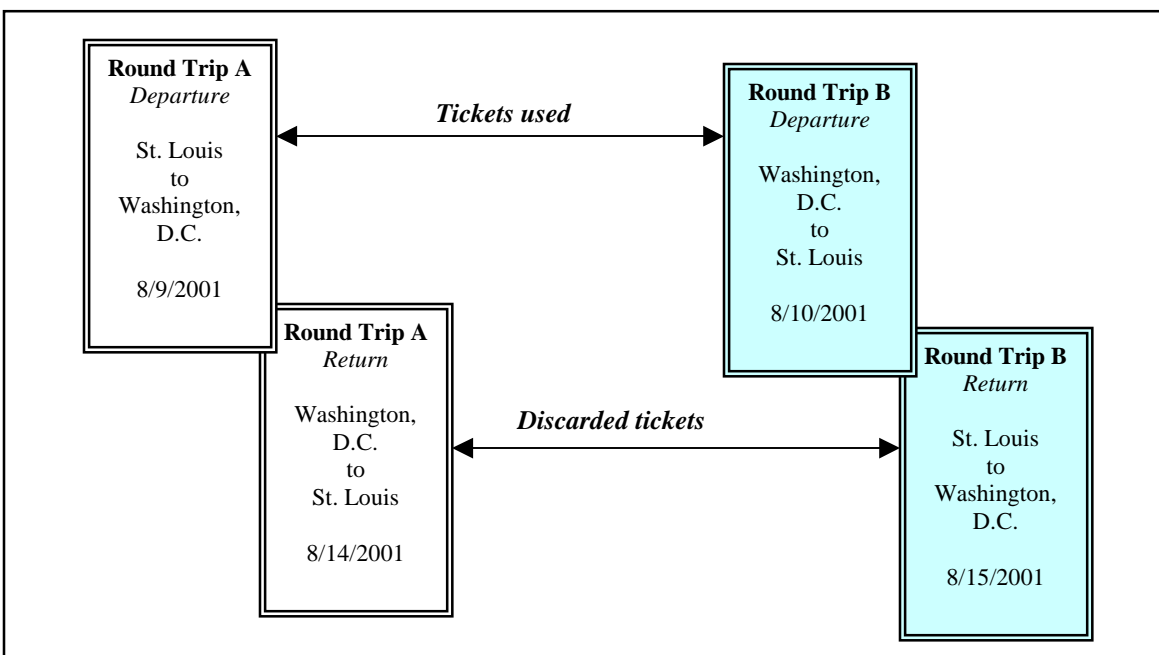 Round Trip A
Departure
St. Louis
to
Washington,
D.C.
8/9/2001
Tickets used
Round Trip B
Departure
Washington,
D.C.
to
St. Louis
8/10/2001
Round Trip A
Return
Washington,
D.C.
to
St. Louis
8/14/2001
Discarded tickets
Round Trip B
Return
St. Louis
to
Washington,
D.C.
8/15/2001